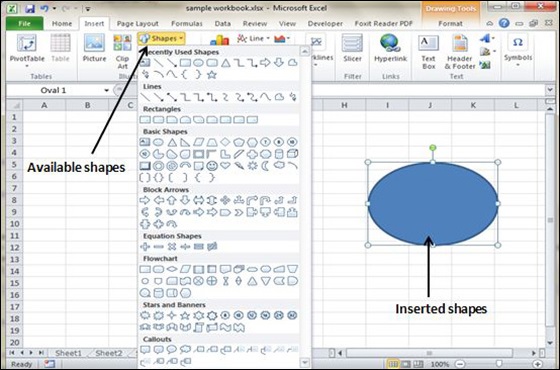 sample workbook.xlsx - Microsoft Excel
Drawing Tools
File Home Insert Page Layout Formulas Data Review View Developer Foxit Reader PDF Format
PivotTable Table Picture Clip Art Shapes Line Slicer Hyperlink Text Box Header & Footer Symbols
Tables Filter Links Text
Oval 1
A B C H I J K L
Recently Used Shapes
Lines
Rectangles
Basic Shapes
Block Arrows
Equation Shapes
Flowchart
Stars and Banners
Callouts
1
2
3
4
5
6
7
8
9
10
11
12
13
14
15
16
17
18
19
20
Available shapes
Inserted shapes
Sheet1 Sheet2
Ready
100%